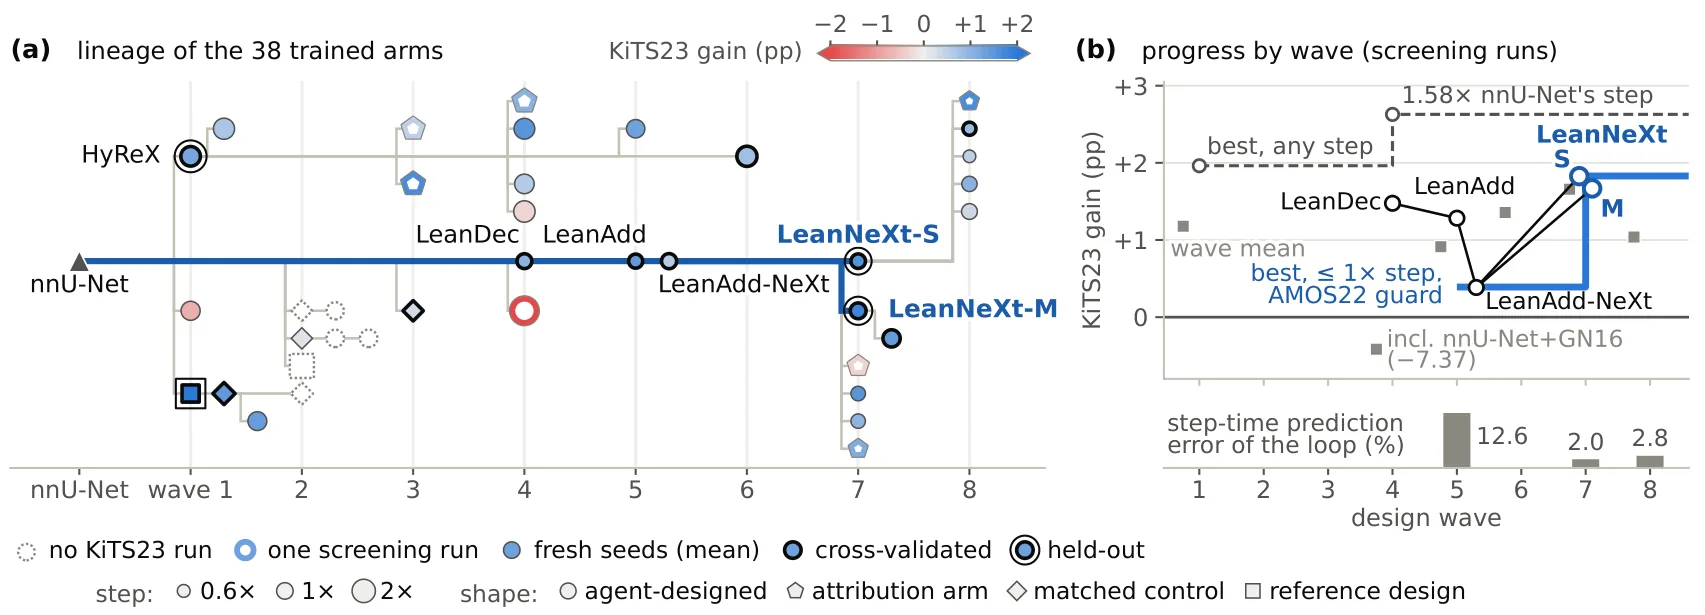 (a) lineage of the 38 trained arms
KiTS23 gain (pp)
−2 −1 0 +1 +2
HyReX
nnU-Net
LeanDec
LeanAdd
LeanAdd-NeXt
LeanNeXt-S
LeanNeXt-M
nnU-Net wave 1 2 3 4 5 6 7 8
(b) progress by wave (screening runs)
KiTS23 gain (pp)
+3
+2
+1
0
1.58× nnU-Net's step
best, any step
LeanNeXt
S
M
LeanDec
LeanAdd
wave mean
best, ≤ 1× step,
AMOS22 guard
LeanAdd-NeXt
incl. nnU-Net+GN16
(−7.37)
step-time prediction
error of the loop (%)
12.6
2.0
2.8
1 2 3 4 5 6 7 8
design wave
no KiTS23 run one screening run fresh seeds (mean) cross-validated held-out
step: 0.6× 1× 2× shape: agent-designed attribution arm matched control reference design